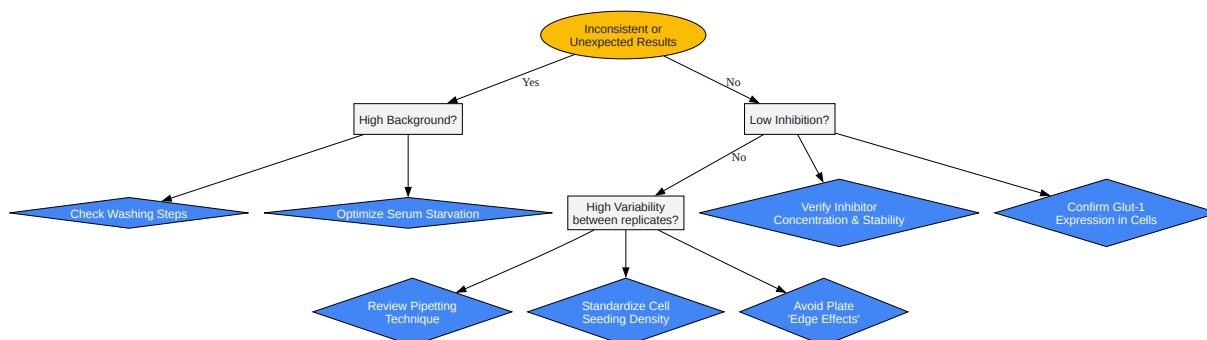 Inconsistent or
Unexpected Results
Yes
No
High Background?
Low Inhibition?
No
Check Washing Steps
Optimize Serum Starvation
High Variability
between replicates?
Verify Inhibitor
Concentration & Stability
Confirm Glut-1
Expression in Cells
Review Pipetting
Technique
Standardize Cell
Seeding Density
Avoid Plate
'Edge Effects'